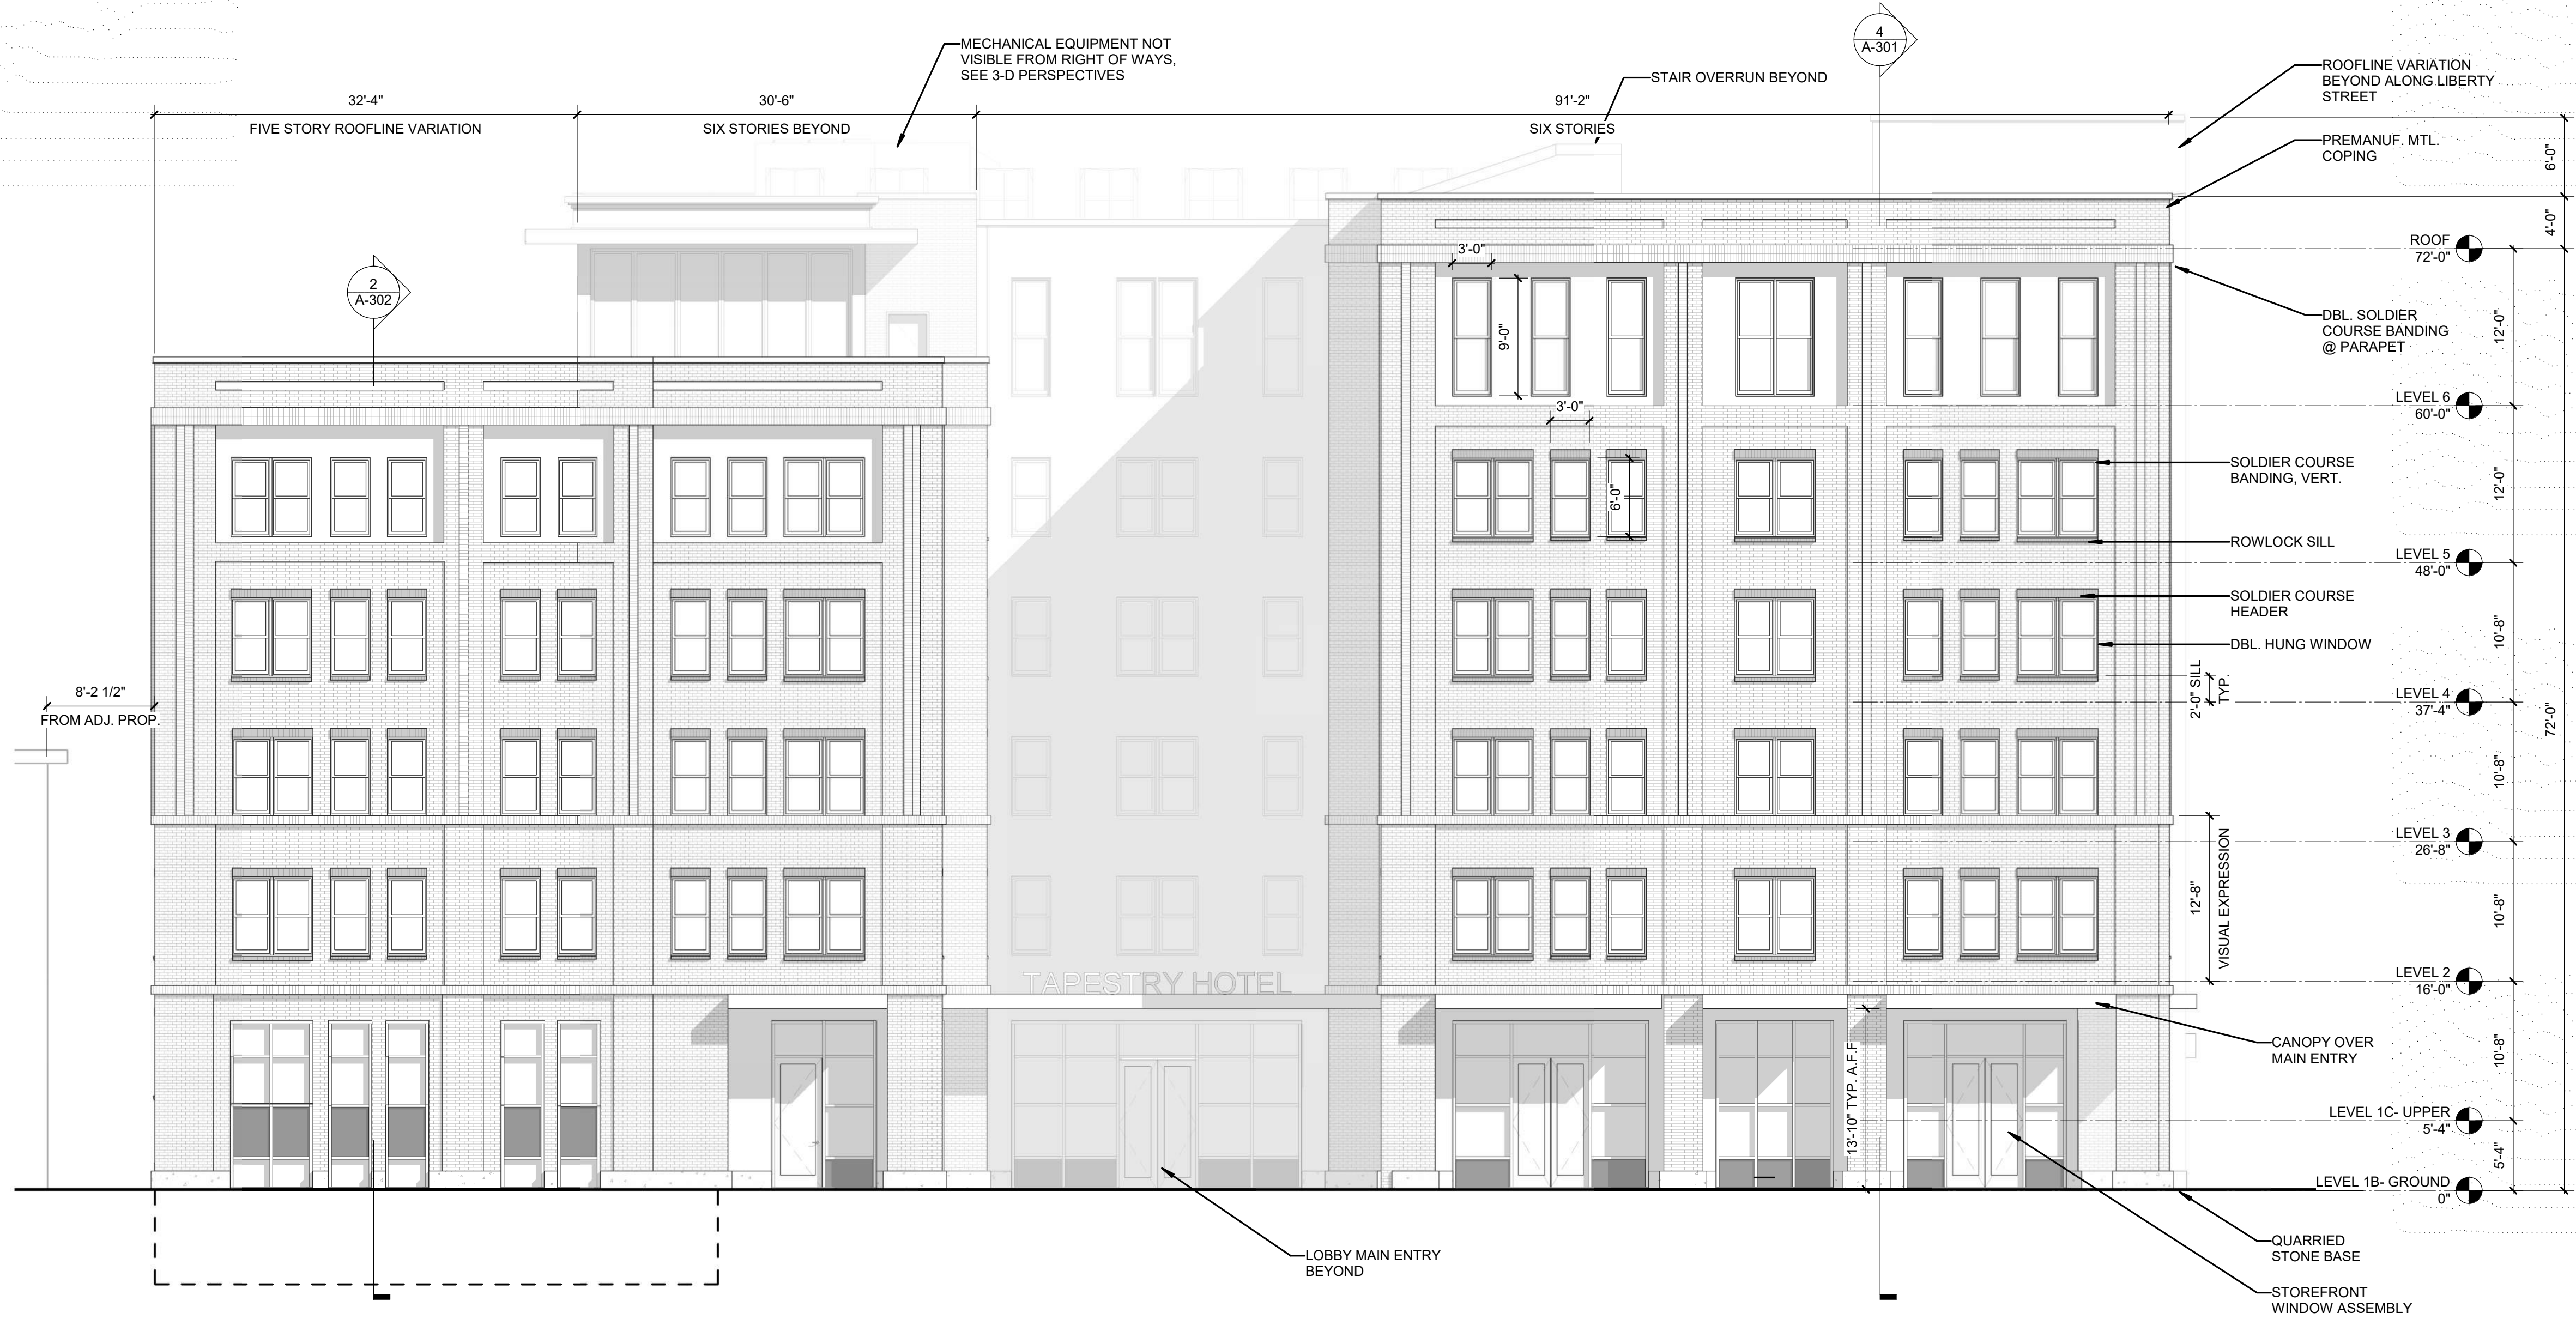 MECHANICAL EQUIPMENT NOT
VISIBLE FROM RIGHT OF WAYS,
SEE 3-D PERSPECTIVES
4
A-301
STAIR OVERRUN BEYOND
ROOFLINE VARIATION
BEYOND ALONG LIBERTY
STREET
32'-4"
30'-6"
91'-2"
FIVE STORY ROOFLINE VARIATION
SIX STORIES BEYOND
SIX STORIES
PREMANUF. MTL.
COPING
6'-0"
4'-0"
ROOF
72'-0"
3'-0"
2
A-302
9'-0"
DBL. SOLDIER
COURSE BANDING
@ PARAPET
12'-0"
LEVEL 6
60'-0"
3'-0"
6'-0"
SOLDIER COURSE
BANDING, VERT.
12'-0"
ROWLOCK SILL
LEVEL 5
48'-0"
SOLDIER COURSE
HEADER
10'-8"
DBL. HUNG WINDOW
2'-0" SILL
TYP.
8'-2 1/2"
FROM ADJ. PROP.
LEVEL 4
37'-4"
72'-0"
10'-8"
LEVEL 3
26'-8"
12'-8"
VISUAL EXPRESSION
10'-8"
TAPESTRY HOTEL
LEVEL 2
16'-0"
CANOPY OVER
MAIN ENTRY
10'-8"
13'-10" TYP. A.F.F
LEVEL 1C- UPPER
5'-4"
5'-4"
LEVEL 1B- GROUND
0"
LOBBY MAIN ENTRY
BEYOND
QUARRIED
STONE BASE
STOREFRONT
WINDOW ASSEMBLY